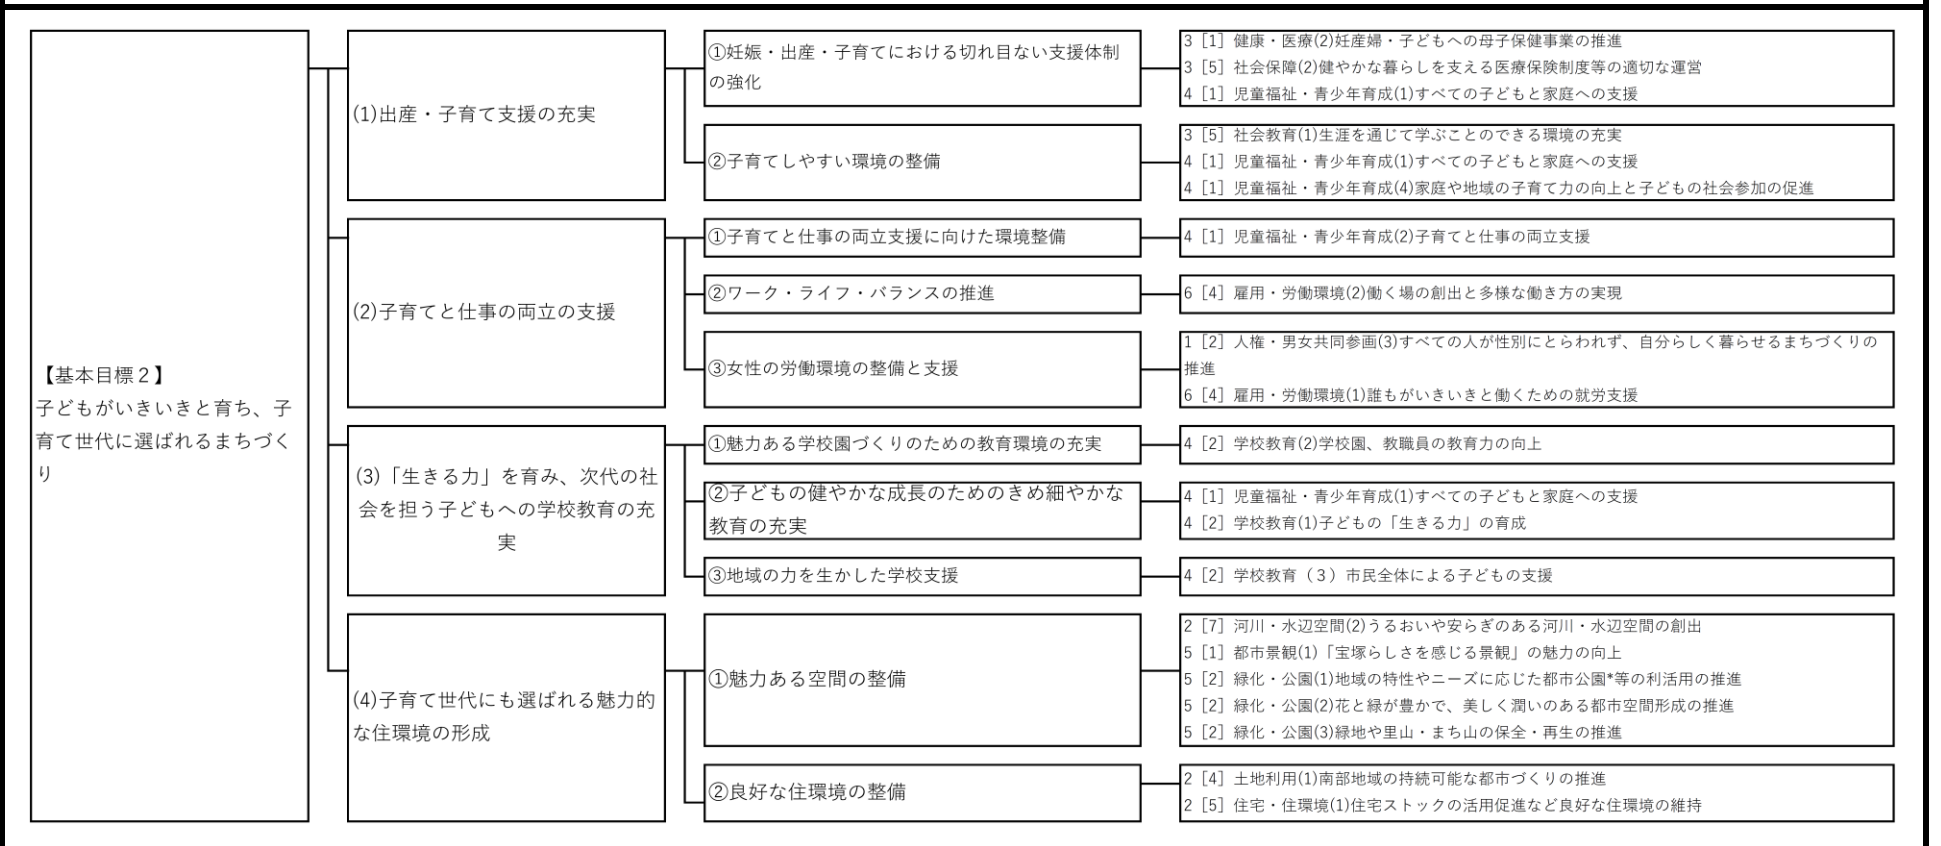 【基本目標２】
子どもがいきいきと育ち、子
育て世代に選ばれるまちづく
り
(1)出産・子育て支援の充実
①妊娠・出産・子育てにおける切れ目ない支援体制
の強化
3［1］健康・医療(2)妊産婦・子どもへの母子保健事業の推進
3［5］社会保障(2)健やかな暮らしを支える医療保険制度等の適切な運営
4［1］児童福祉・青少年育成(1)すべての子どもと家庭への支援
②子育てしやすい環境の整備
3［5］社会教育(1)生涯を通じて学ぶことのできる環境の充実
4［1］児童福祉・青少年育成(1)すべての子どもと家庭への支援
4［1］児童福祉・青少年育成(4)家庭や地域の子育て力の向上と子どもの社会参加の促進
(2)子育てと仕事の両立の支援
①子育てと仕事の両立支援に向けた環境整備
4［1］児童福祉・青少年育成(2)子育てと仕事の両立支援
②ワーク・ライフ・バランスの推進
6［4］雇用・労働環境(2)働く場の創出と多様な働き方の実現
③女性の労働環境の整備と支援
1［2］人権・男女共同参画(3)すべての人が性別にとらわれず、自分らしく暮らせるまちづくりの
推進
6［4］雇用・労働環境(1)誰もがいきいきと働くための就労支援
(3)「生きる力」を育み、次代の社
会を担う子どもへの学校教育の充
実
①魅力ある学校園づくりのための教育環境の充実
4［2］学校教育(2)学校園、教職員の教育力の向上
②子どもの健やかな成長のためのきめ細やかな
教育の充実
4［1］児童福祉・青少年育成(1)すべての子どもと家庭への支援
4［2］学校教育(1)子どもの「生きる力」の育成
③地域の力を生かした学校支援
4［2］学校教育（３）市民全体による子どもの支援
(4)子育て世代にも選ばれる魅力的
な住環境の形成
①魅力ある空間の整備
2［7］河川・水辺空間(2)うるおいや安らぎのある河川・水辺空間の創出
5［1］都市景観(1)「宝塚らしさを感じる景観」の魅力の向上
5［2］緑化・公園(1)地域の特性やニーズに応じた都市公園*等の利活用の推進
5［2］緑化・公園(2)花と緑が豊かで、美しく潤いのある都市空間形成の推進
5［2］緑化・公園(3)緑地や里山・まち山の保全・再生の推進
②良好な住環境の整備
2［4］土地利用(1)南部地域の持続可能な都市づくりの推進
2［5］住宅・住環境(1)住宅ストックの活用促進など良好な住環境の維持